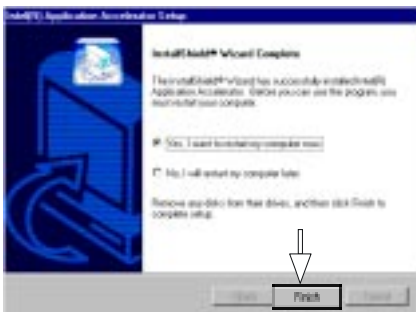 Intel(R) Application Accelerator Setup
InstallShield® Wizard Complete
The InstallShield® Wizard has successfully installed Intel(R)
Application Accelerator. Before you can use the program, you
must restart your computer.
Yes, I want to restart my computer now.
No, I will restart my computer later.
Remove any disks from their drives, and then click Finish to
complete setup.
Finish